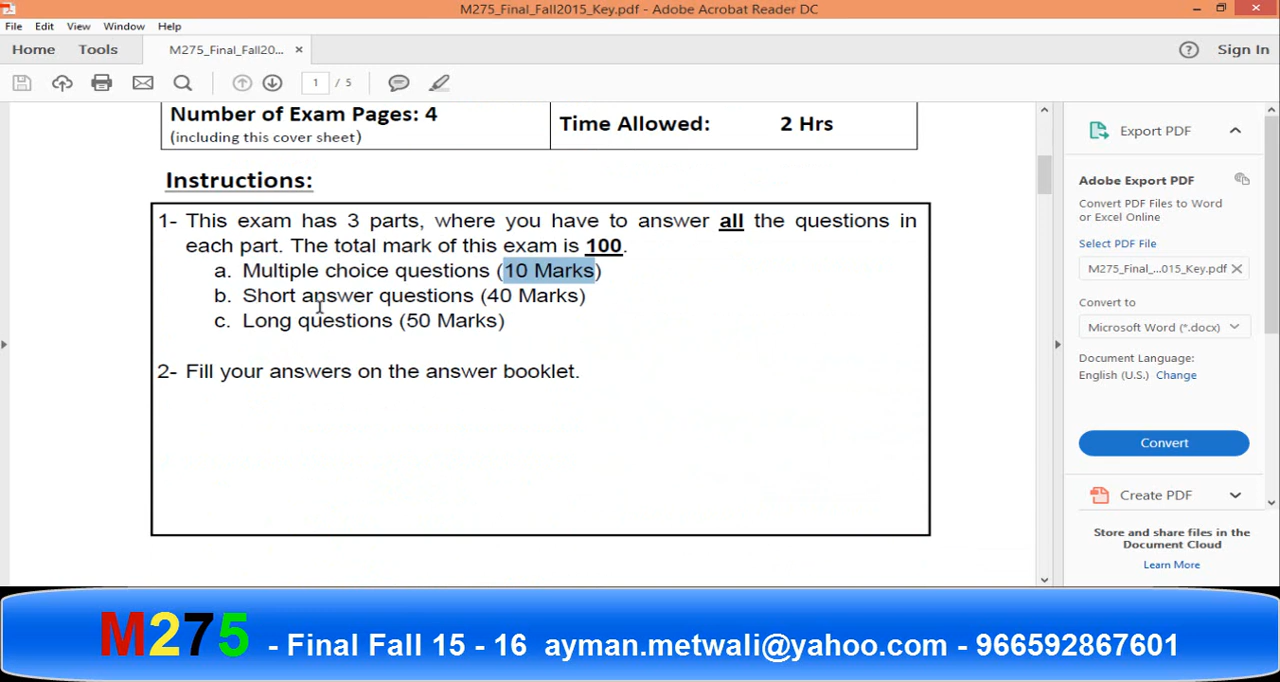 M275_Final_Fall2015_Key.pdf - Adobe Acrobat Reader DC
File Edit View Window Help
Home Tools M275_Final_Fall20... × ? Sign In
1 / 5
Number of Exam Pages: 4
(including this cover sheet)
Time Allowed: 2 Hrs
Instructions:
1- This exam has 3 parts, where you have to answer all the questions in
each part. The total mark of this exam is 100.
a. Multiple choice questions (10 Marks)
b. Short answer questions (40 Marks)
c. Long questions (50 Marks)
2- Fill your answers on the answer booklet.
Export PDF
Adobe Export PDF
Convert PDF Files to Word
or Excel Online
Select PDF File
M275_Final_...015_Key.pdf ×
Convert to
Microsoft Word (*.docx)
Document Language:
English (U.S.) Change
Convert
Create PDF
Store and share files in the
Document Cloud
Learn More
M275 - Final Fall 15 - 16 ayman.metwali@yahoo.com - 966592867601